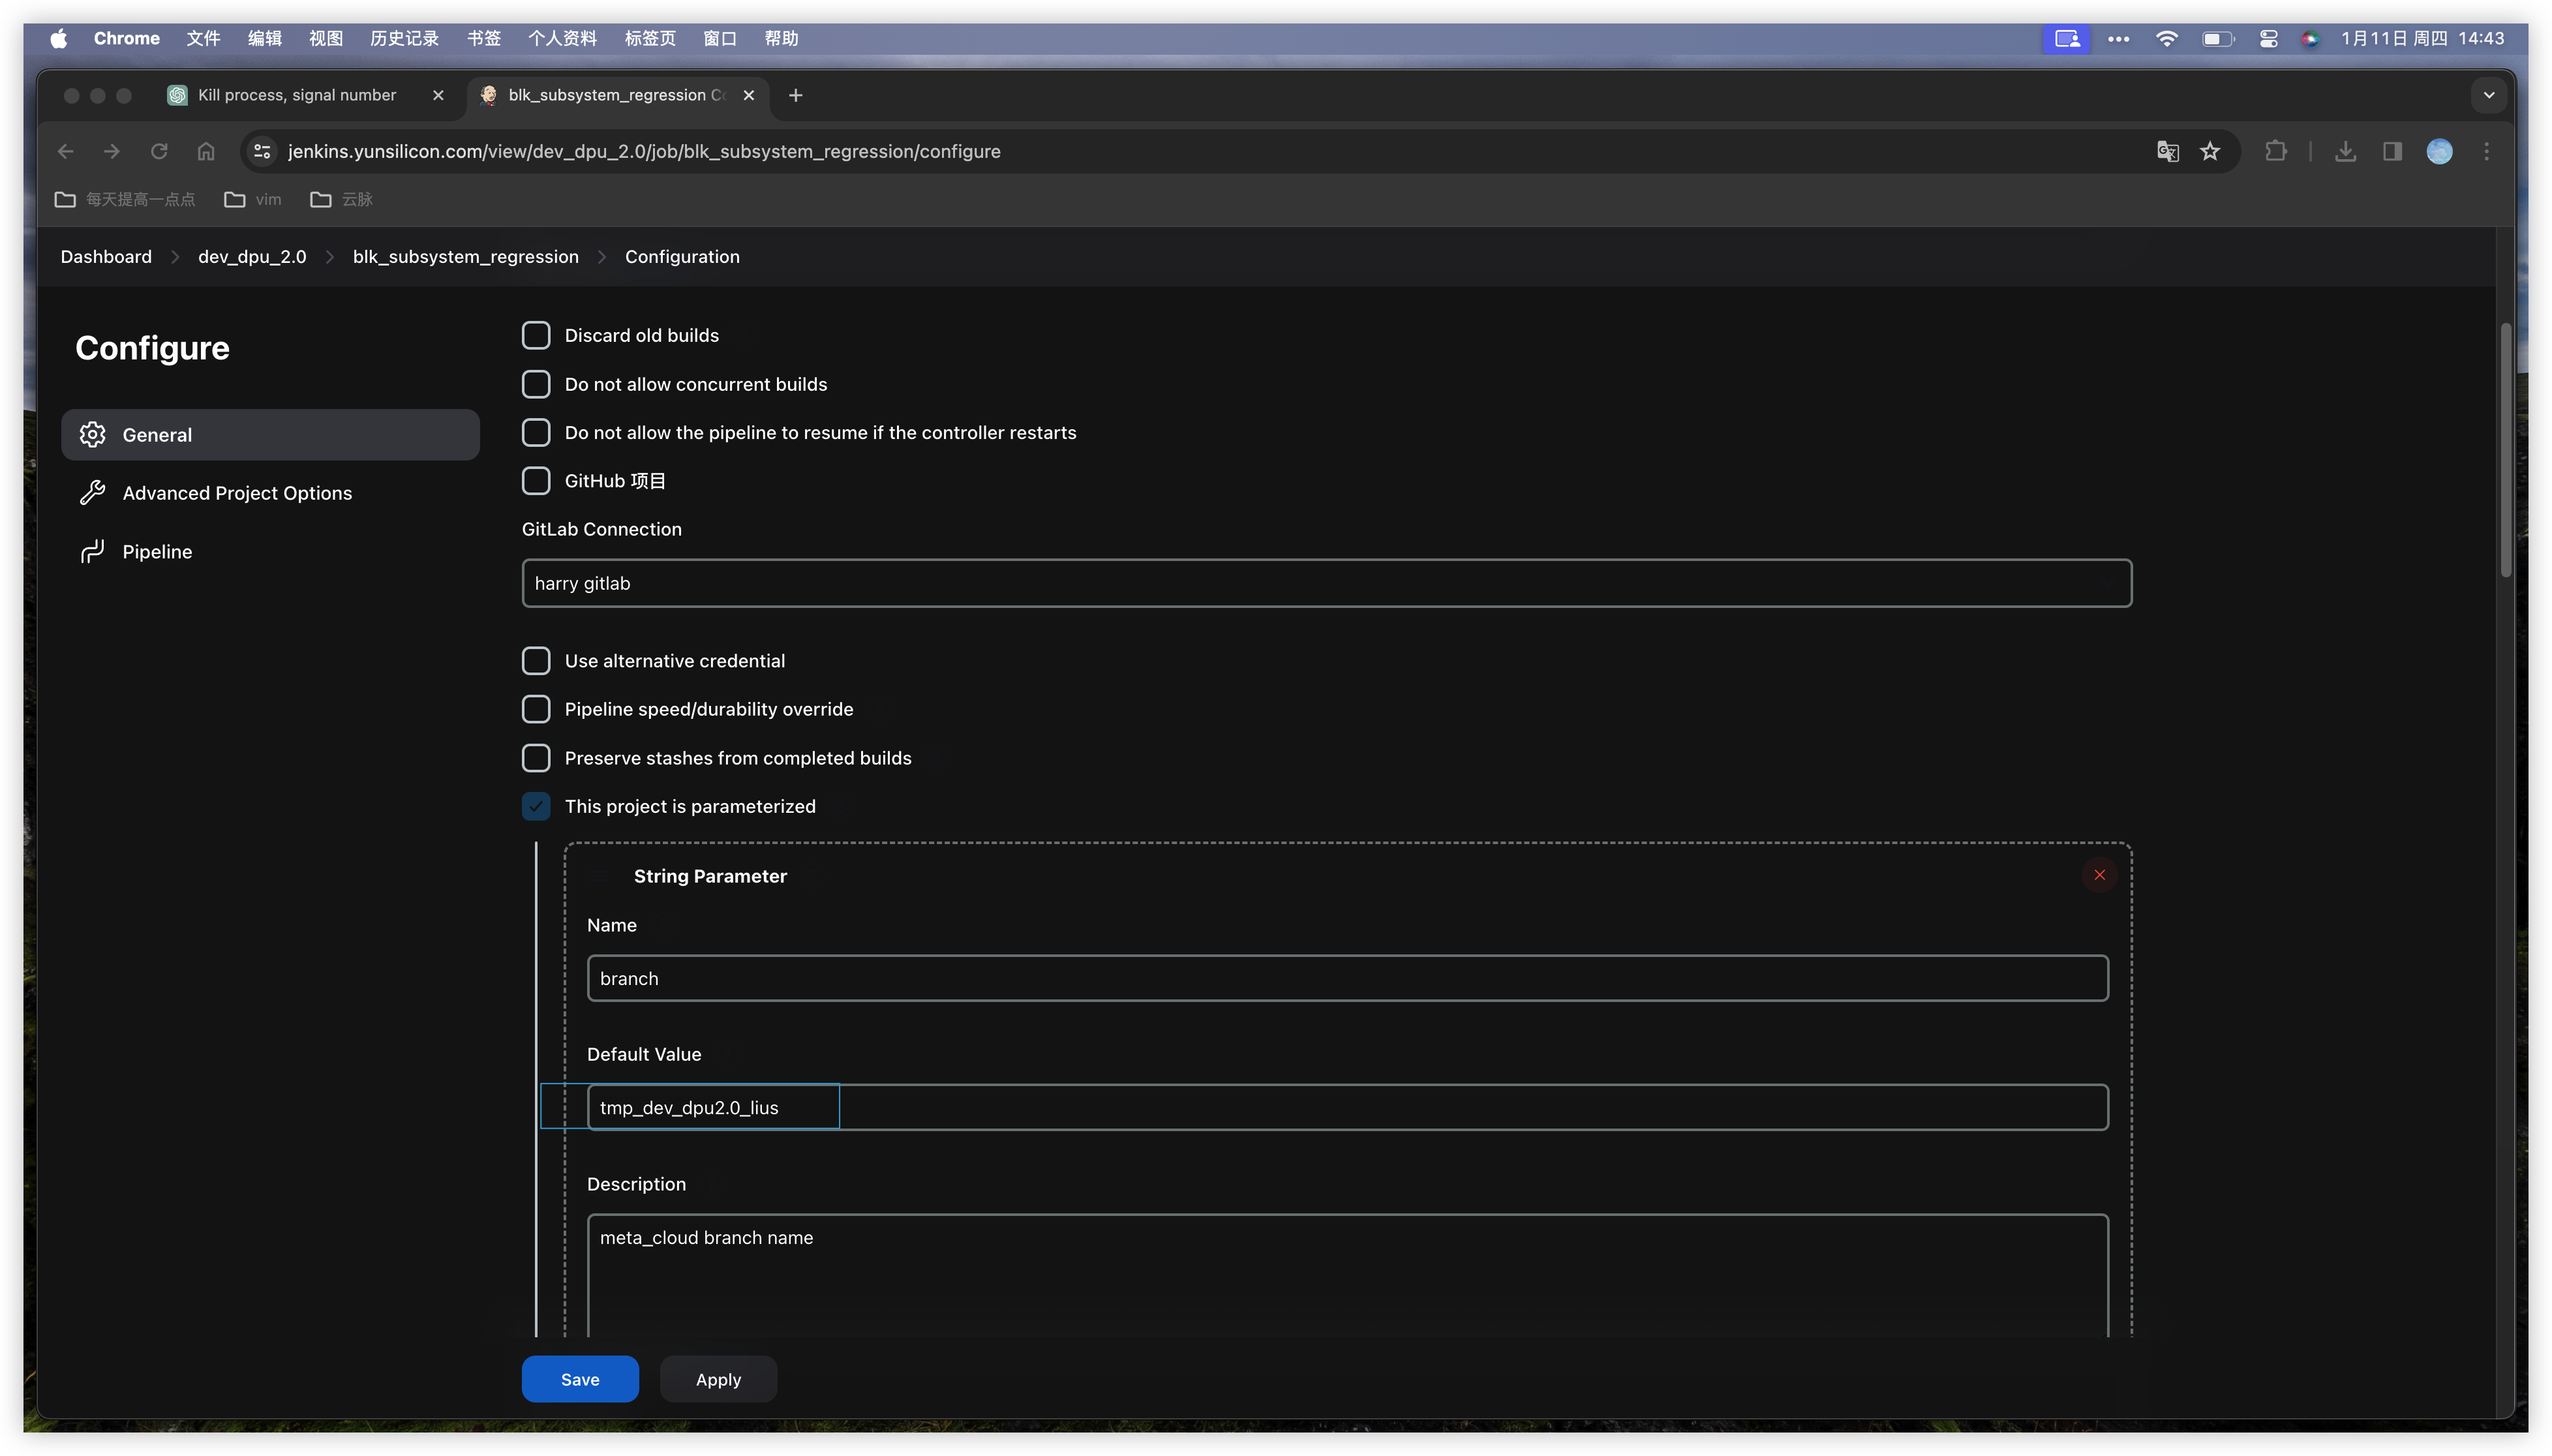 Chrome 文件 编辑 视图 历史记录 书签 个人资料 标签页 窗口 帮助 1月11日 周四 14:43
Kill process, signal number blk_subsystem_regression Co
jenkins.yunsilicon.com/view/dev_dpu_2.0/job/blk_subsystem_regression/configure
每天提高一点点 vim 云脉
Dashboard dev_dpu_2.0 blk_subsystem_regression Configuration
Configure
General
Advanced Project Options
Pipeline
Discard old builds
Do not allow concurrent builds
Do not allow the pipeline to resume if the controller restarts
GitHub 项目
GitLab Connection
harry gitlab
Use alternative credential
Pipeline speed/durability override
Preserve stashes from completed builds
This project is parameterized
String Parameter
Name
branch
Default Value
tmp_dev_dpu2.0_lius
Description
meta_cloud branch name
Save Apply